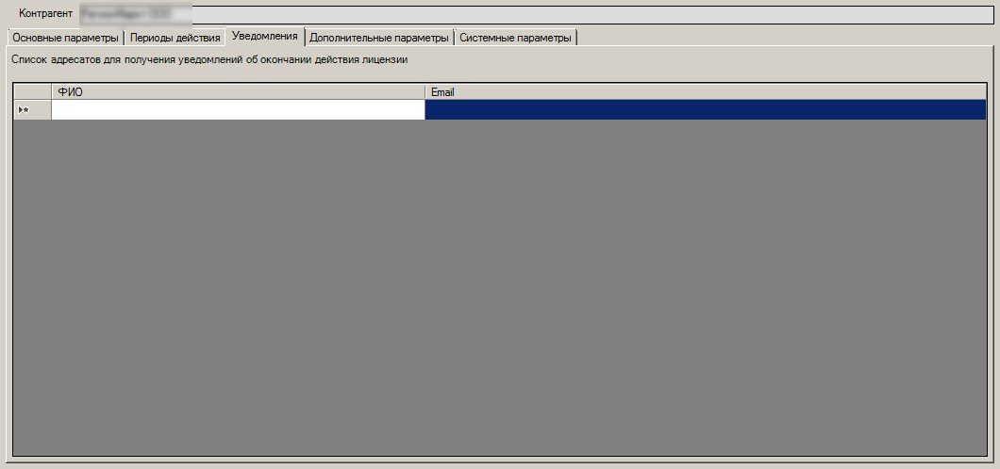 Контрагент
Основные параметры Периоды действия Уведомления Дополнительные параметры Системные параметры
Список адресатов для получения уведомлений об окончании действия лицензии
ФИО Email